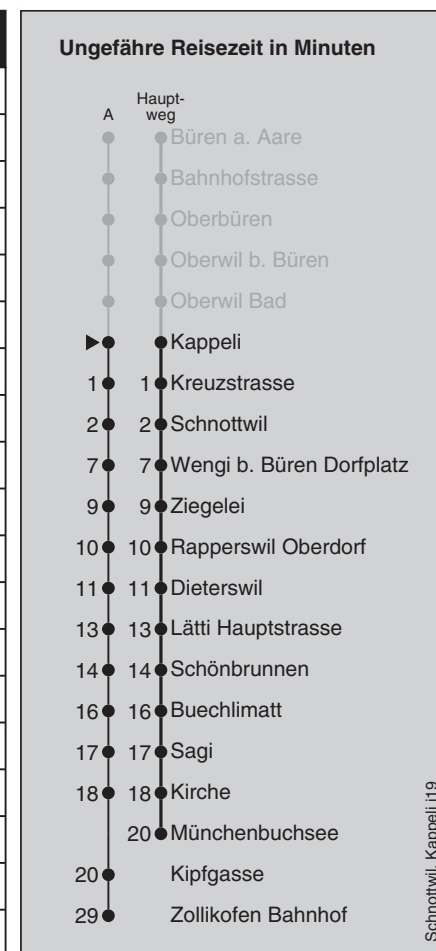 Ungefähre Reisezeit in Minuten
Haupt-
A weg
Büren a. Aare
Bahnhofstrasse
Oberbüren
Oberwil b. Büren
Oberwil Bad
Kappeli
1 1 Kreuzstrasse
2 2 Schnottwil
7 7 Wengi b. Büren Dorfplatz
9 9 Ziegelei
10 10 Rapperswil Oberdorf
11 11 Dieterswil
13 13 Lätti Hauptstrasse
14 14 Schönbrunnen
16 16 Buechlimatt
17 17 Sagi
18 18 Kirche
20 Münchenbuchsee
20 Kipfgasse
29 Zollikofen Bahnhof
Schnottwil, Kappeli j19